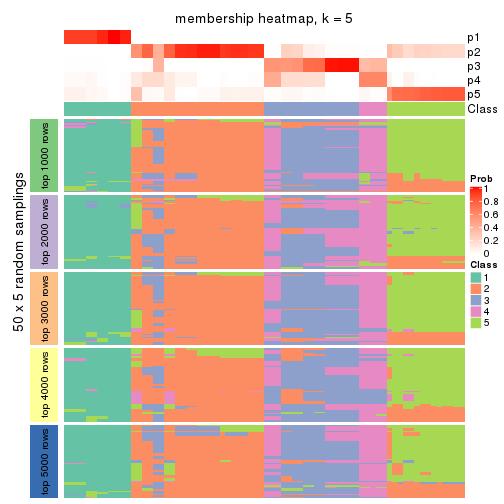 membership heatmap, k = 5
p1
p2
p3
p4
p5
Class
50 x 5 random samplings
top 1000 rows
top 2000 rows
top 3000 rows
top 4000 rows
top 5000 rows
Prob
1
0.8
0.6
0.4
0.2
0
Class
1
2
3
4
5